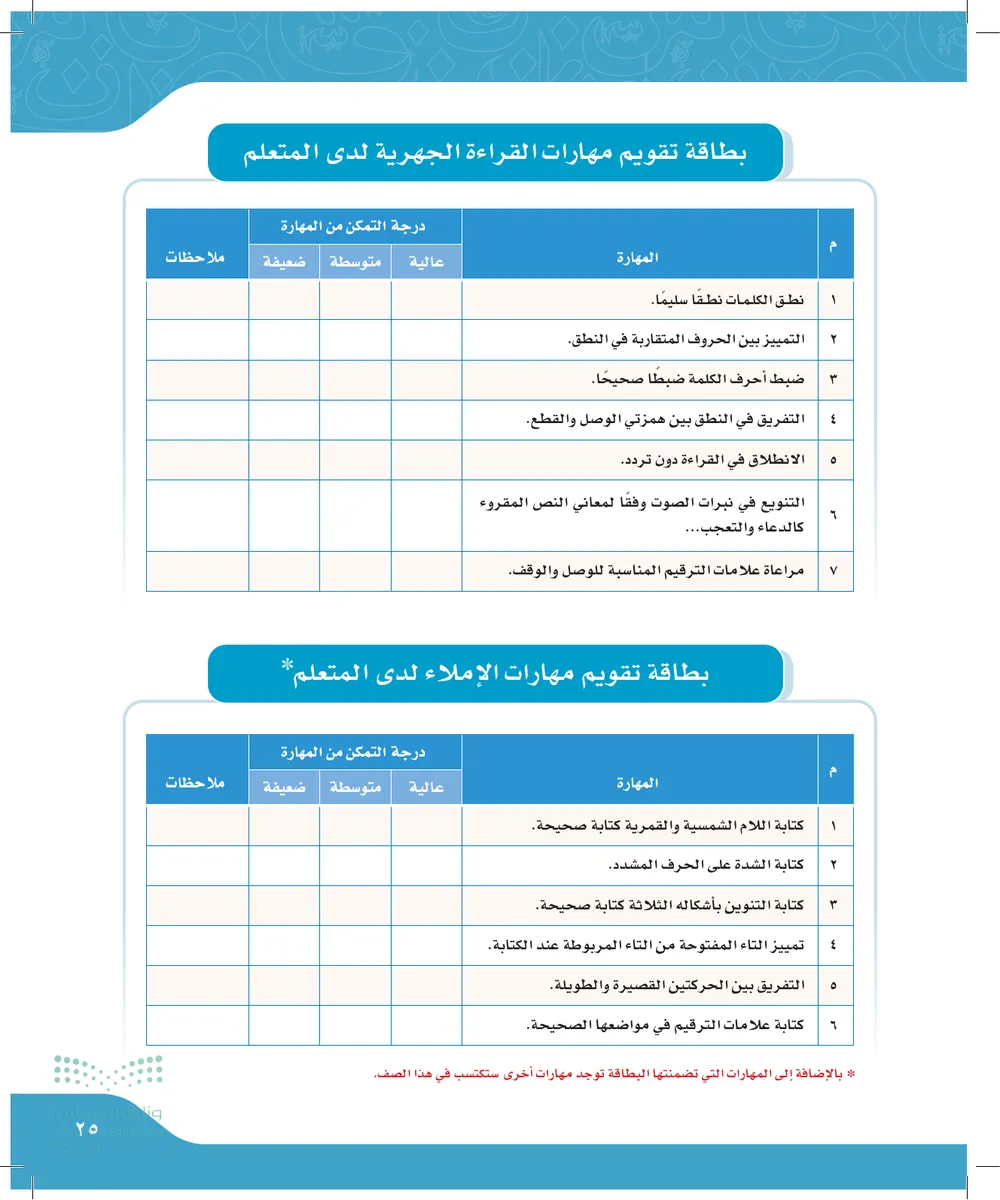 بطاقة تقويم مهارات القراءة الجهرية لدى المتعلم
م المهارة درجة التمكن من المهارة ملاحظات
عالية متوسطة ضعيفة
١ نطق الكلمات نطقًا سليمًا.
٢ التمييز بين الحروف المتقاربة في النطق.
٣ ضبط أحرف الكلمة ضبطًا صحيحًا.
٤ التفريق في النطق بين همزتي الوصل والقطع.
٥ الانطلاق في القراءة دون تردد.
٦ التنويع في نبرات الصوت وفقًا لمعاني النص المقروء
كالدعاء والتعجب...
٧ مراعاة علامات الترقيم المناسبة للوصل والوقف.
بطاقة تقويم مهارات الإملاء لدى المتعلم*
م المهارة درجة التمكن من المهارة ملاحظات
عالية متوسطة ضعيفة
١ كتابة اللام الشمسية والقمرية كتابة صحيحة.
٢ كتابة الشدة على الحرف المشدد.
٣ كتابة التنوين بأشكاله الثلاثة كتابة صحيحة.
٤ تمييز التاء المفتوحة من التاء المربوطة عند الكتابة.
٥ التفريق بين الحركتين القصيرة والطويلة.
٦ كتابة علامات الترقيم في مواضعها الصحيحة.
* بالإضافة إلى المهارات التي تضمنتها البطاقة توجد مهارات أخرى ستكتسب في هذا الصف.
٢٥